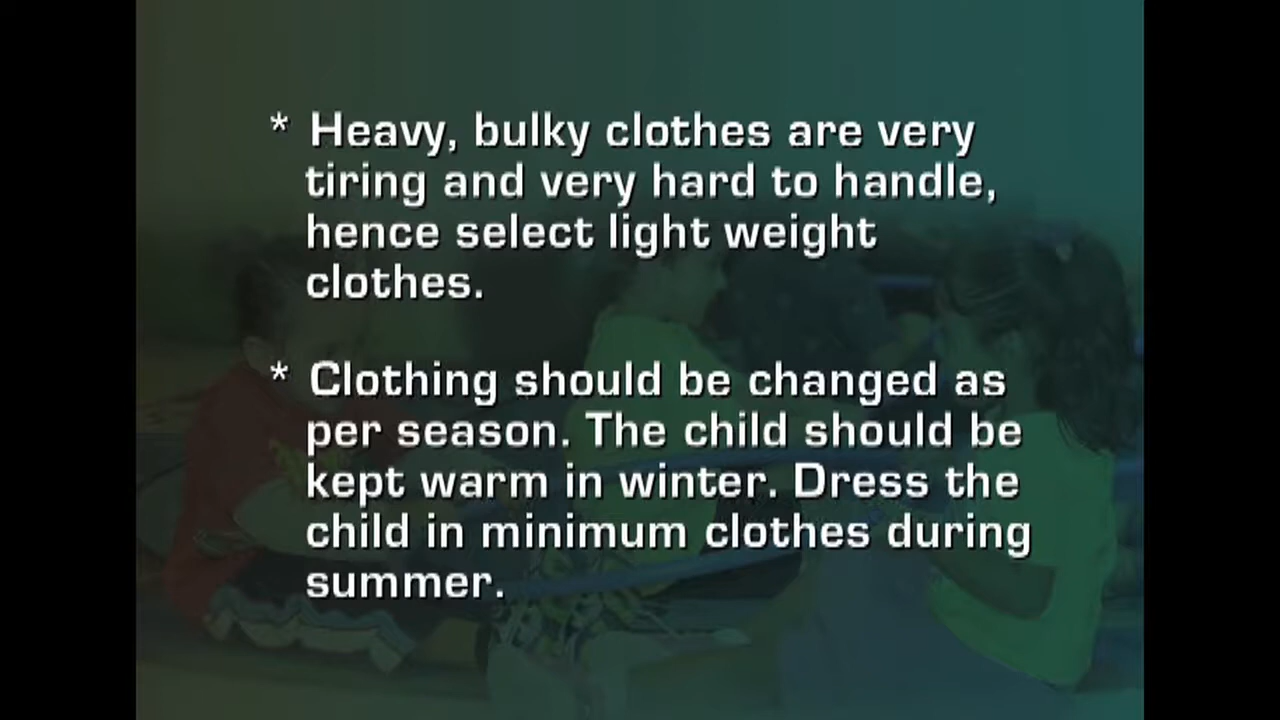 * Heavy, bulky clothes are very
tiring and very hard to handle,
hence select light weight
clothes.
* Clothing should be changed as
per season. The child should be
kept warm in winter. Dress the
child in minimum clothes during
summer.